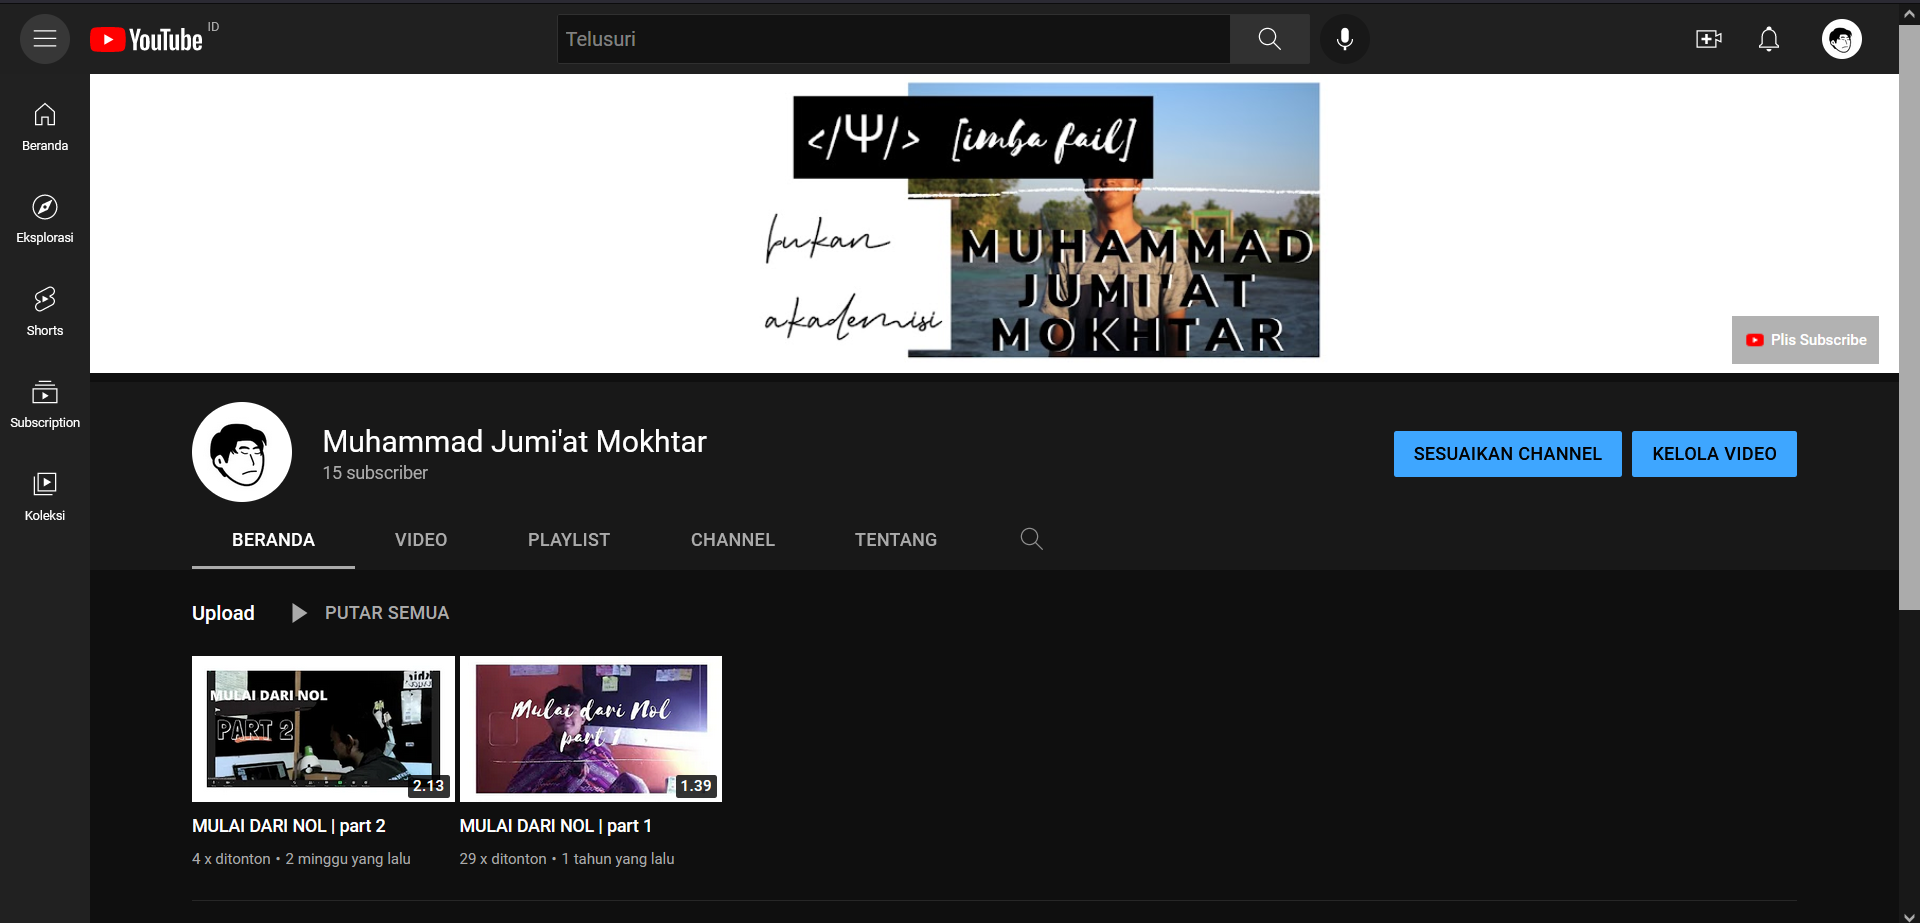 YouTube ID
Telusuri
Beranda
Eksplorasi
Shorts
Subscription
Koleksi
</Ψ/> [imba fail]
bukan
akademisi
MUHAMMAD
JUMI'AT
MOKHTAR
Plis Subscribe
Muhammad Jumi'at Mokhtar
15 subscriber
SESUAIKAN CHANNEL
KELOLA VIDEO
BERANDA VIDEO PLAYLIST CHANNEL TENTANG
Upload PUTAR SEMUA
MULAI DARI NOL
PART 2
2.13
Mulai dari Nol
part 1
1.39
MULAI DARI NOL | part 2
4 x ditonton • 2 minggu yang lalu
MULAI DARI NOL | part 1
29 x ditonton • 1 tahun yang lalu